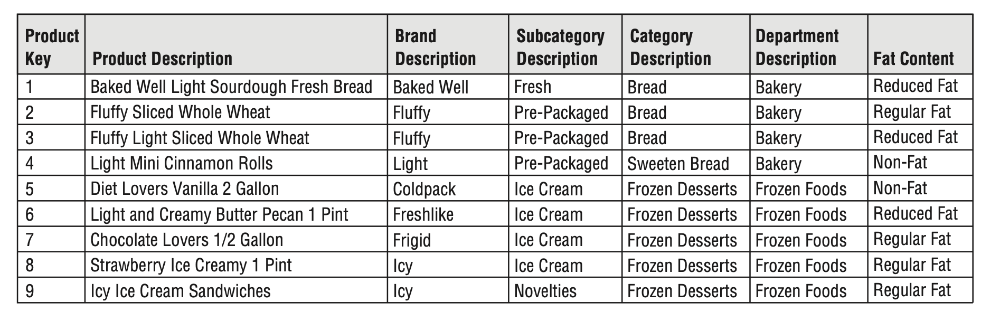 Product Key | Product Description | Brand Description | Subcategory Description | Category Description | Department Description | Fat Content
1 | Baked Well Light Sourdough Fresh Bread | Baked Well | Fresh | Bread | Bakery | Reduced Fat
2 | Fluffy Sliced Whole Wheat | Fluffy | Pre-Packaged | Bread | Bakery | Regular Fat
3 | Fluffy Light Sliced Whole Wheat | Fluffy | Pre-Packaged | Bread | Bakery | Reduced Fat
4 | Light Mini Cinnamon Rolls | Light | Pre-Packaged | Sweeten Bread | Bakery | Non-Fat
5 | Diet Lovers Vanilla 2 Gallon | Coldpack | Ice Cream | Frozen Desserts | Frozen Foods | Non-Fat
6 | Light and Creamy Butter Pecan 1 Pint | Freshlike | Ice Cream | Frozen Desserts | Frozen Foods | Reduced Fat
7 | Chocolate Lovers 1/2 Gallon | Frigid | Ice Cream | Frozen Desserts | Frozen Foods | Regular Fat
8 | Strawberry Ice Creamy 1 Pint | Icy | Ice Cream | Frozen Desserts | Frozen Foods | Regular Fat
9 | Icy Ice Cream Sandwiches | Icy | Novelties | Frozen Desserts | Frozen Foods | Regular Fat